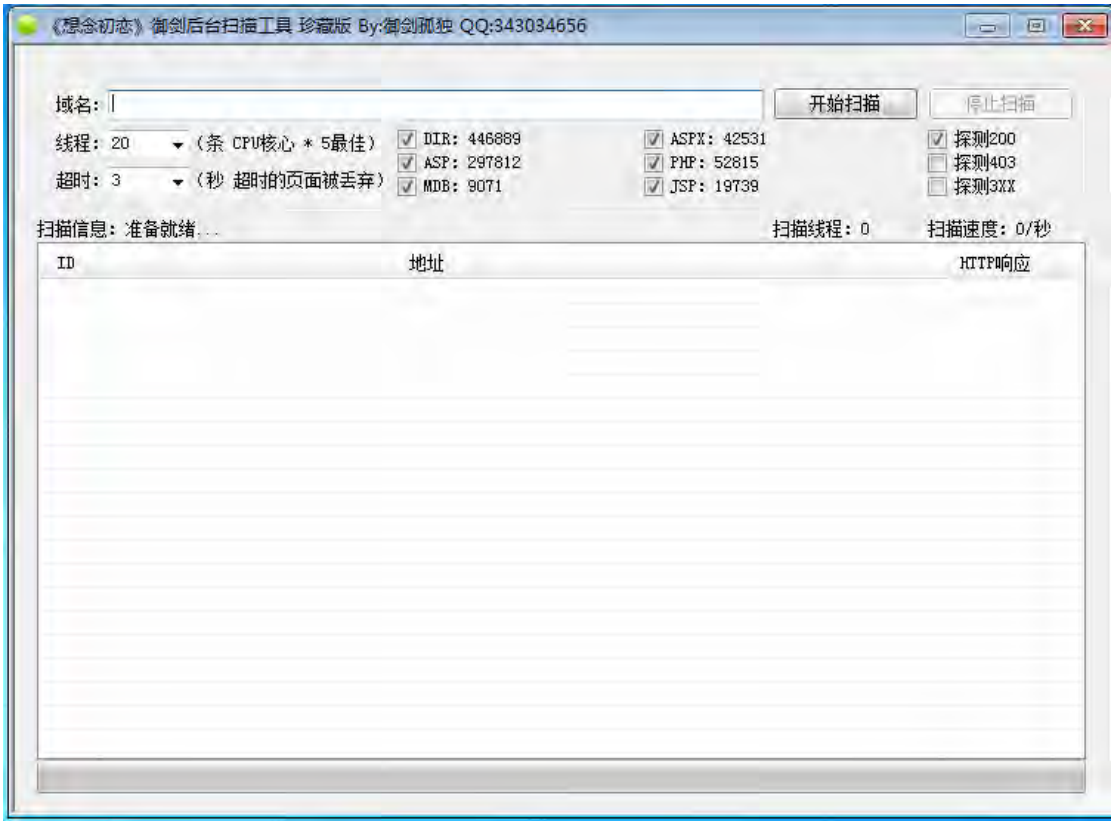 《想念初恋》御剑后台扫描工具 珍藏版 By:御剑孤独 QQ:343034656
域名: 开始扫描 停止扫描
线程: 20 (条 CPU核心 * 5最佳) DIR: 446889 ASPX: 42531 探测200
ASP: 297812 PHP: 52815 探测403
超时: 3 (秒 超时的页面被丢弃) MDB: 9071 JSP: 19739 探测3XX
扫描信息: 准备就绪... 扫描线程: 0 扫描速度: 0/秒
ID 地址 HTTP响应